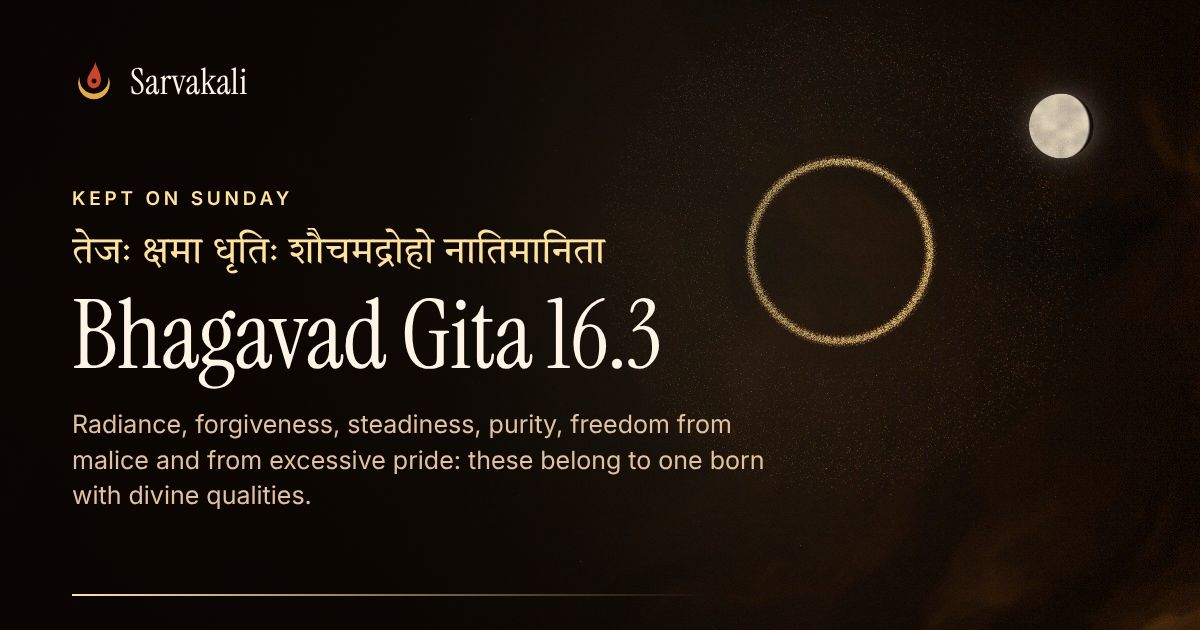 Sarvakali
KEPT ON SUNDAY
तेजः क्षमा धृतिः शौचमद्रोहो नातिमानिता
Bhagavad Gita 16.3
Radiance, forgiveness, steadiness, purity, freedom from
malice and from excessive pride: these belong to one born
with divine qualities.